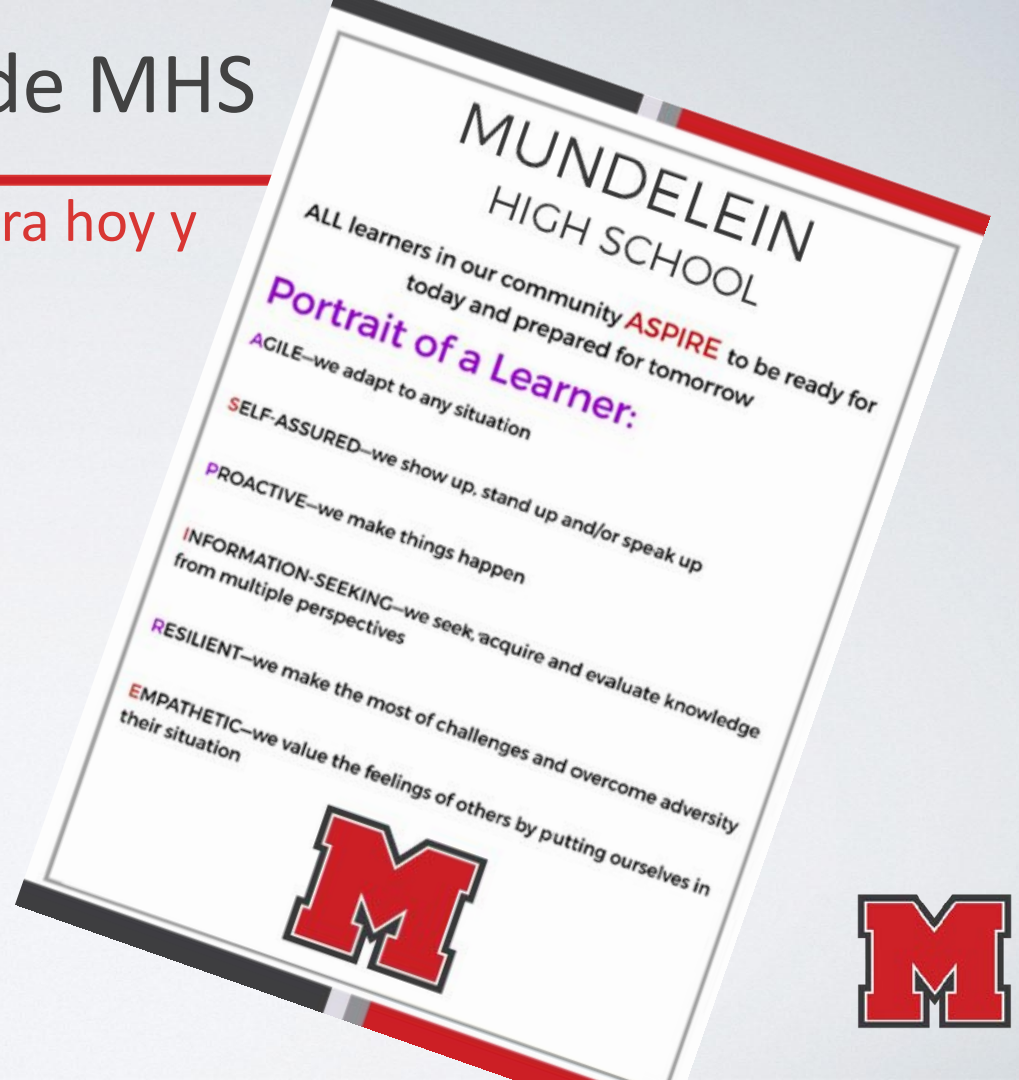 de MHS
ra hoy y
MUNDELEIN
HIGH SCHOOL
ALL learners in our community ASPIRE to be ready for
today and prepared for tomorrow
Portrait of a Learner:
AGILE—we adapt to any situation
SELF-ASSURED—we show up, stand up and/or speak up
PROACTIVE—we make things happen
INFORMATION-SEEKING—we seek, acquire and evaluate knowledge
from multiple perspectives
RESILIENT—we make the most of challenges and overcome adversity
EMPATHETIC—we value the feelings of others by putting ourselves in
their situation
M
M